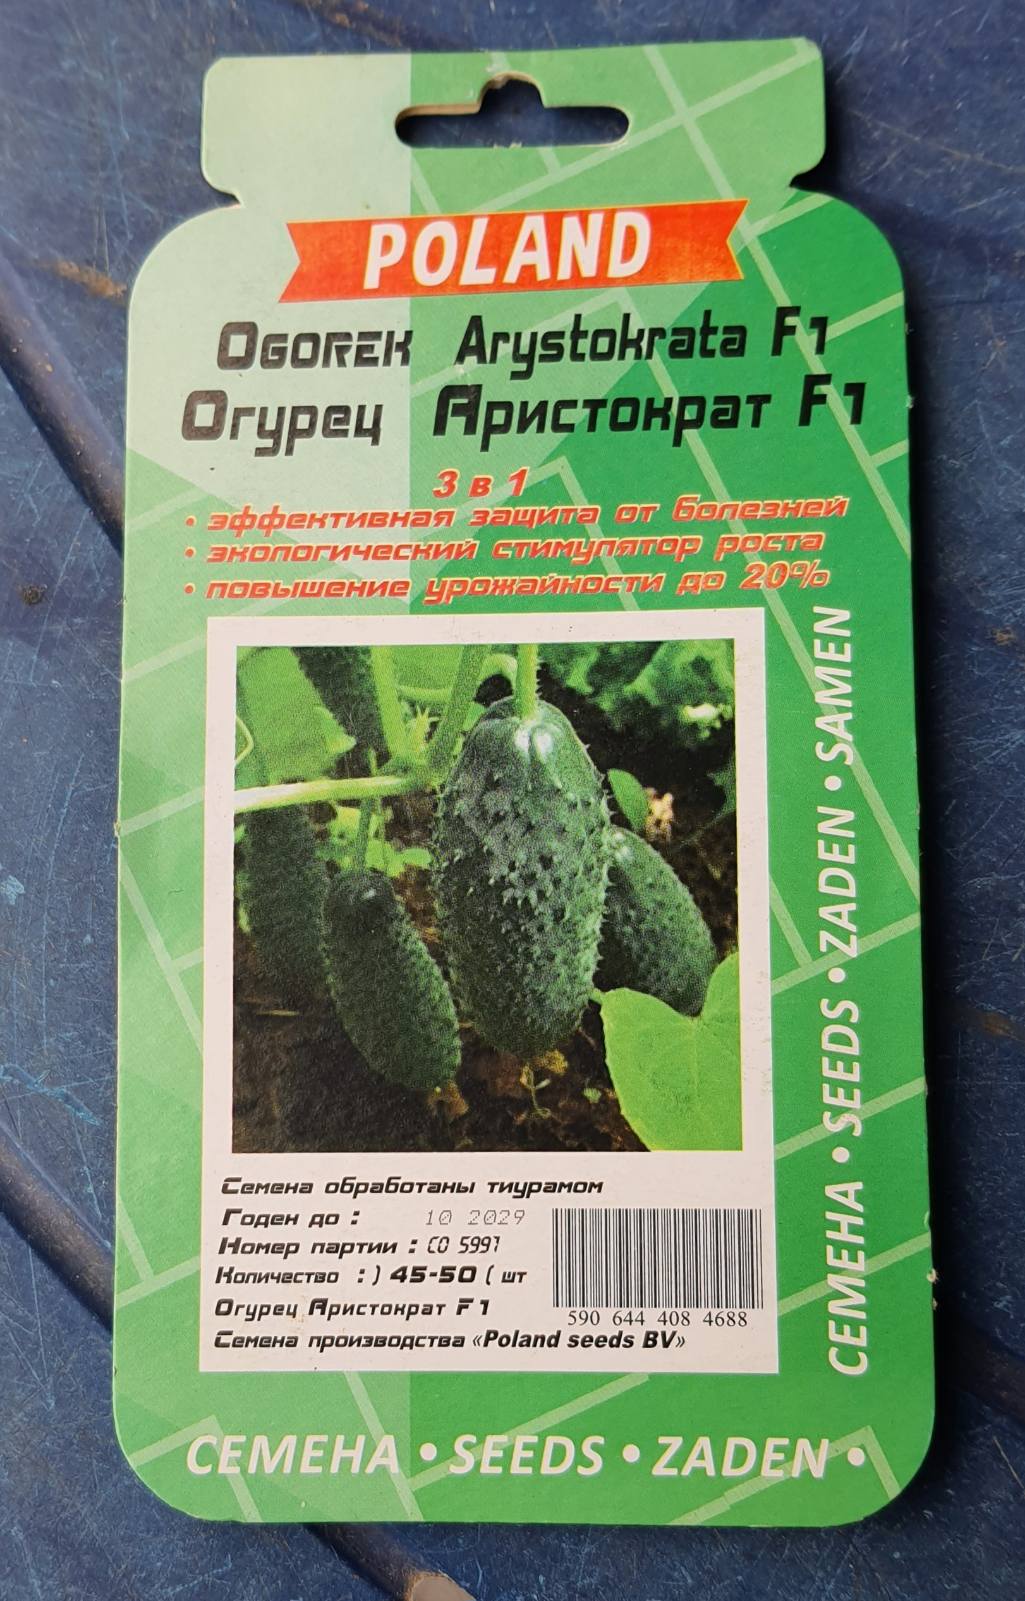 POLAND
OGOREK Arystokrata F1
Огурец Аристократ F1
3 в 1
• эффективная защита от болезней
• экологический стимулятор роста
• повышение урожайности до 20%
Семена обработаны тиурамом
Годен до : 10 2029
Номер партии : CO 5997
Количество : ) 45-50 ( шт
Огурец Аристократ F1
Семена производства «Poland seeds BV»
590 644 408 4688
СЕМЕНА • SEEDS • ZADEN • SAMEN
СЕМЕНА • SEEDS • ZADEN •